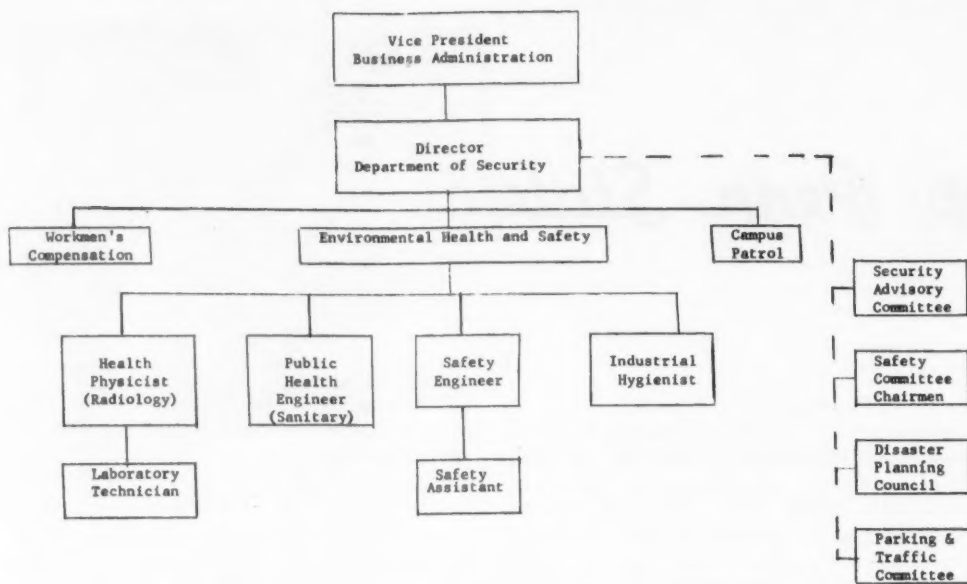 Vice President
Business Administration
Director
Department of Security
Workmen's
Compensation
Environmental Health and Safety
Campus
Patrol
Security
Advisory
Committee
Health
Physicist
(Radiology)
Public
Health
Engineer
(Sanitary)
Safety
Engineer
Industrial
Hygienist
Safety
Committee
Chairmen
Laboratory
Technician
Safety
Assistant
Disaster
Planning
Council
Parking &
Traffic
Committee